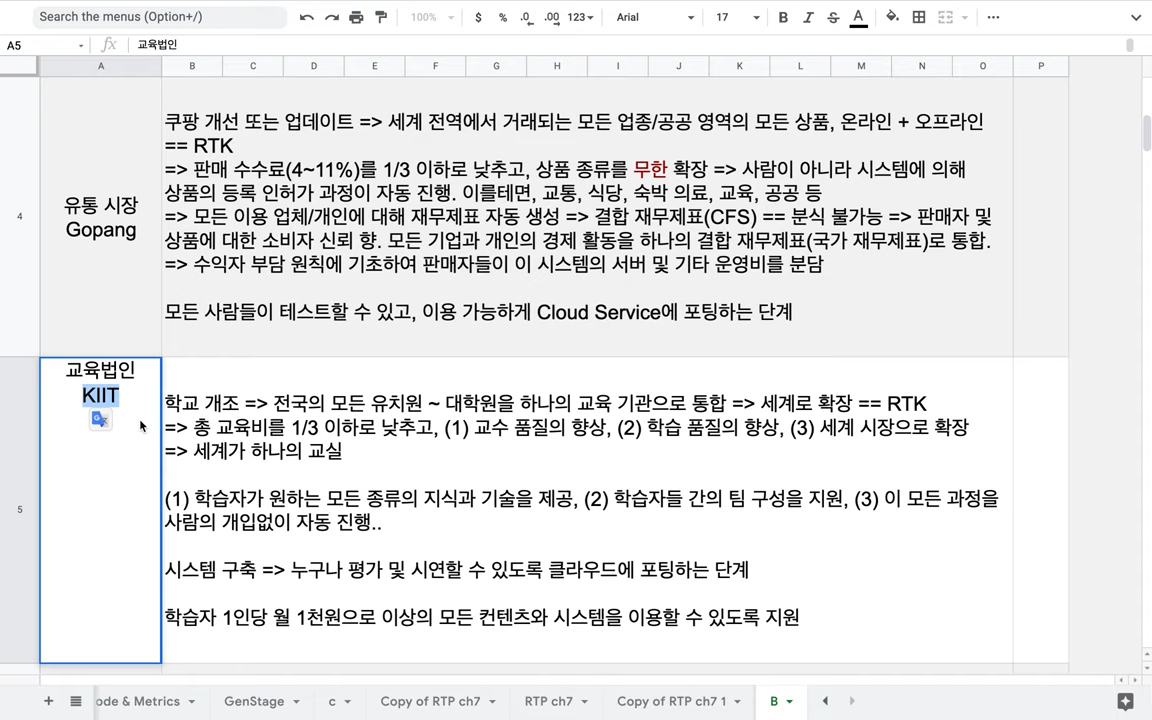 Search the menus (Option+/)
100%
$ % .0 .00 123
Arial
17
B I S A
A5
fx
교육법인
A B C D E F G H I J K L M N O P
4
유통 시장
Gopang
쿠팡 개선 또는 업데이트 => 세계 전역에서 거래되는 모든 업종/공공 영역의 모든 상품, 온라인 + 오프라인
== RTK
=> 판매 수수료(4~11%)를 1/3 이하로 낮추고, 상품 종류를 무한 확장 => 사람이 아니라 시스템에 의해
상품의 등록 인허가 과정이 자동 진행. 이를테면, 교통, 식당, 숙박 의료, 교육, 공공 등
=> 모든 이용 업체/개인에 대해 재무제표 자동 생성 => 결합 재무제표(CFS) == 분식 불가능 => 판매자 및
상품에 대한 소비자 신뢰 향. 모든 기업과 개인의 경제 활동을 하나의 결합 재무제표(국가 재무제표)로 통합.
=> 수익자 부담 원칙에 기초하여 판매자들이 이 시스템의 서버 및 기타 운영비를 분담
모든 사람들이 테스트할 수 있고, 이용 가능하게 Cloud Service에 포팅하는 단계
5
교육법인
KIIT
학교 개조 => 전국의 모든 유치원 ~ 대학원을 하나의 교육 기관으로 통합 => 세계로 확장 == RTK
=> 총 교육비를 1/3 이하로 낮추고, (1) 교수 품질의 향상, (2) 학습 품질의 향상, (3) 세계 시장으로 확장
=> 세계가 하나의 교실
(1) 학습자가 원하는 모든 종류의 지식과 기술을 제공, (2) 학습자들 간의 팀 구성을 지원, (3) 이 모든 과정을
사람의 개입없이 자동 진행..
시스템 구축 => 누구나 평가 및 시연할 수 있도록 클라우드에 포팅하는 단계
학습자 1인당 월 1천원으로 이상의 모든 컨텐츠와 시스템을 이용할 수 있도록 지원
ode & Metrics
GenStage
c
Copy of RTP ch7
RTP ch7
Copy of RTP ch7 1
B